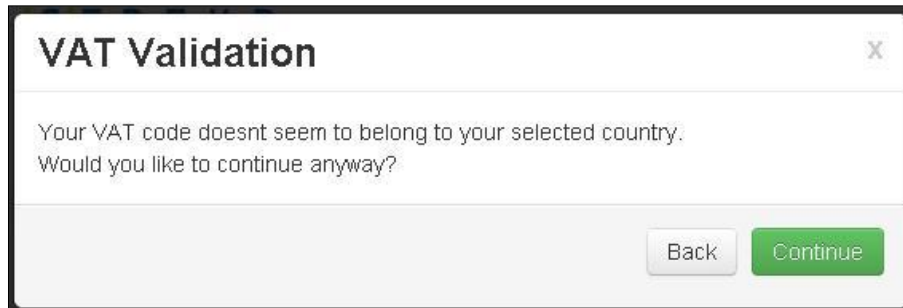 VAT Validation
x
Your VAT code doesnt seem to belong to your selected country.
Would you like to continue anyway?
Back
Continue